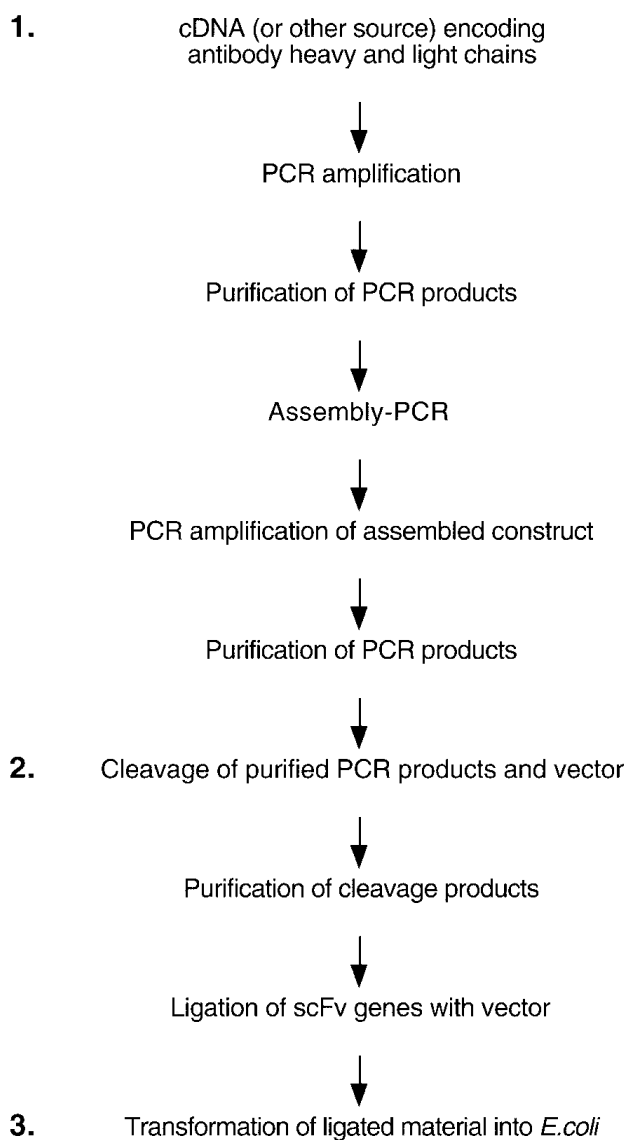 1. cDNA (or other source) encoding
antibody heavy and light chains
PCR amplification
Purification of PCR products
Assembly-PCR
PCR amplification of assembled construct
Purification of PCR products
2. Cleavage of purified PCR products and vector
Purification of cleavage products
Ligation of scFv genes with vector
3. Transformation of ligated material into E.coli